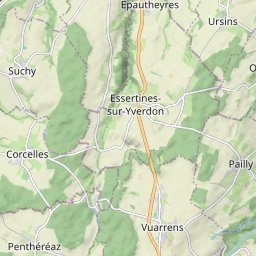 Epautheyres
Ursins
Suchy
Essertines-
sur-Yverdon
Corcelles
Pailly
Vuarrens
Penthéréaz